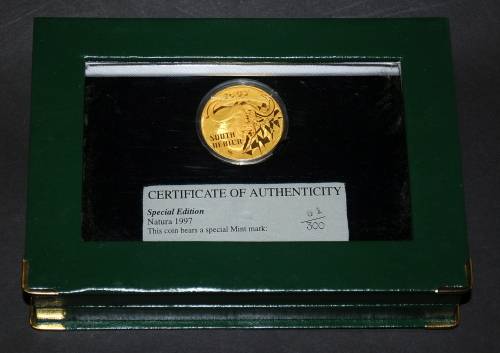 SOUTH
AFRICA
CERTIFICATE OF AUTHENTICITY
Special Edition
Natura 1997
This coin bears a special Mint mark:
300